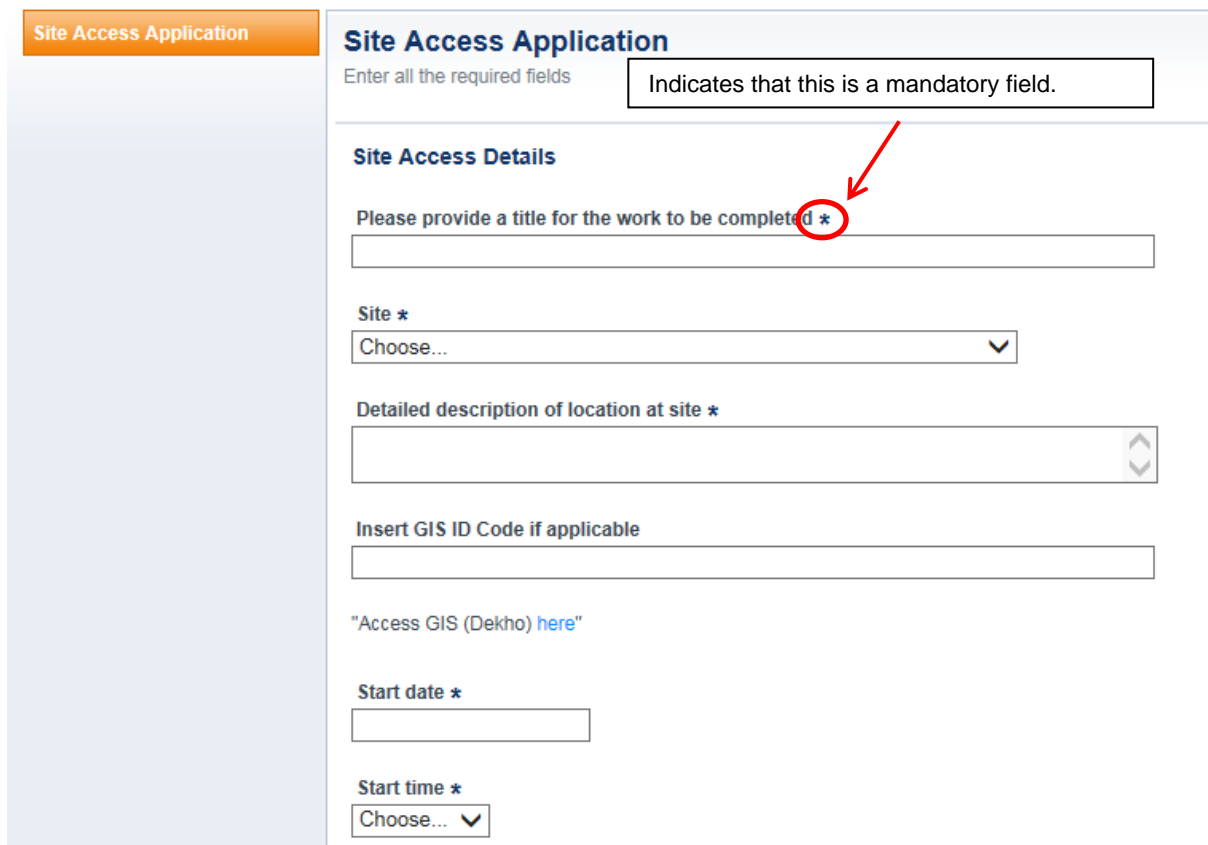 Site Access Application
Site Access Application
Enter all the required fields
Indicates that this is a mandatory field.
Site Access Details
Please provide a title for the work to be completed *
Site *
Choose...
Detailed description of location at site *
Insert GIS ID Code if applicable
"Access GIS (Dekho) here"
Start date *
Start time *
Choose...